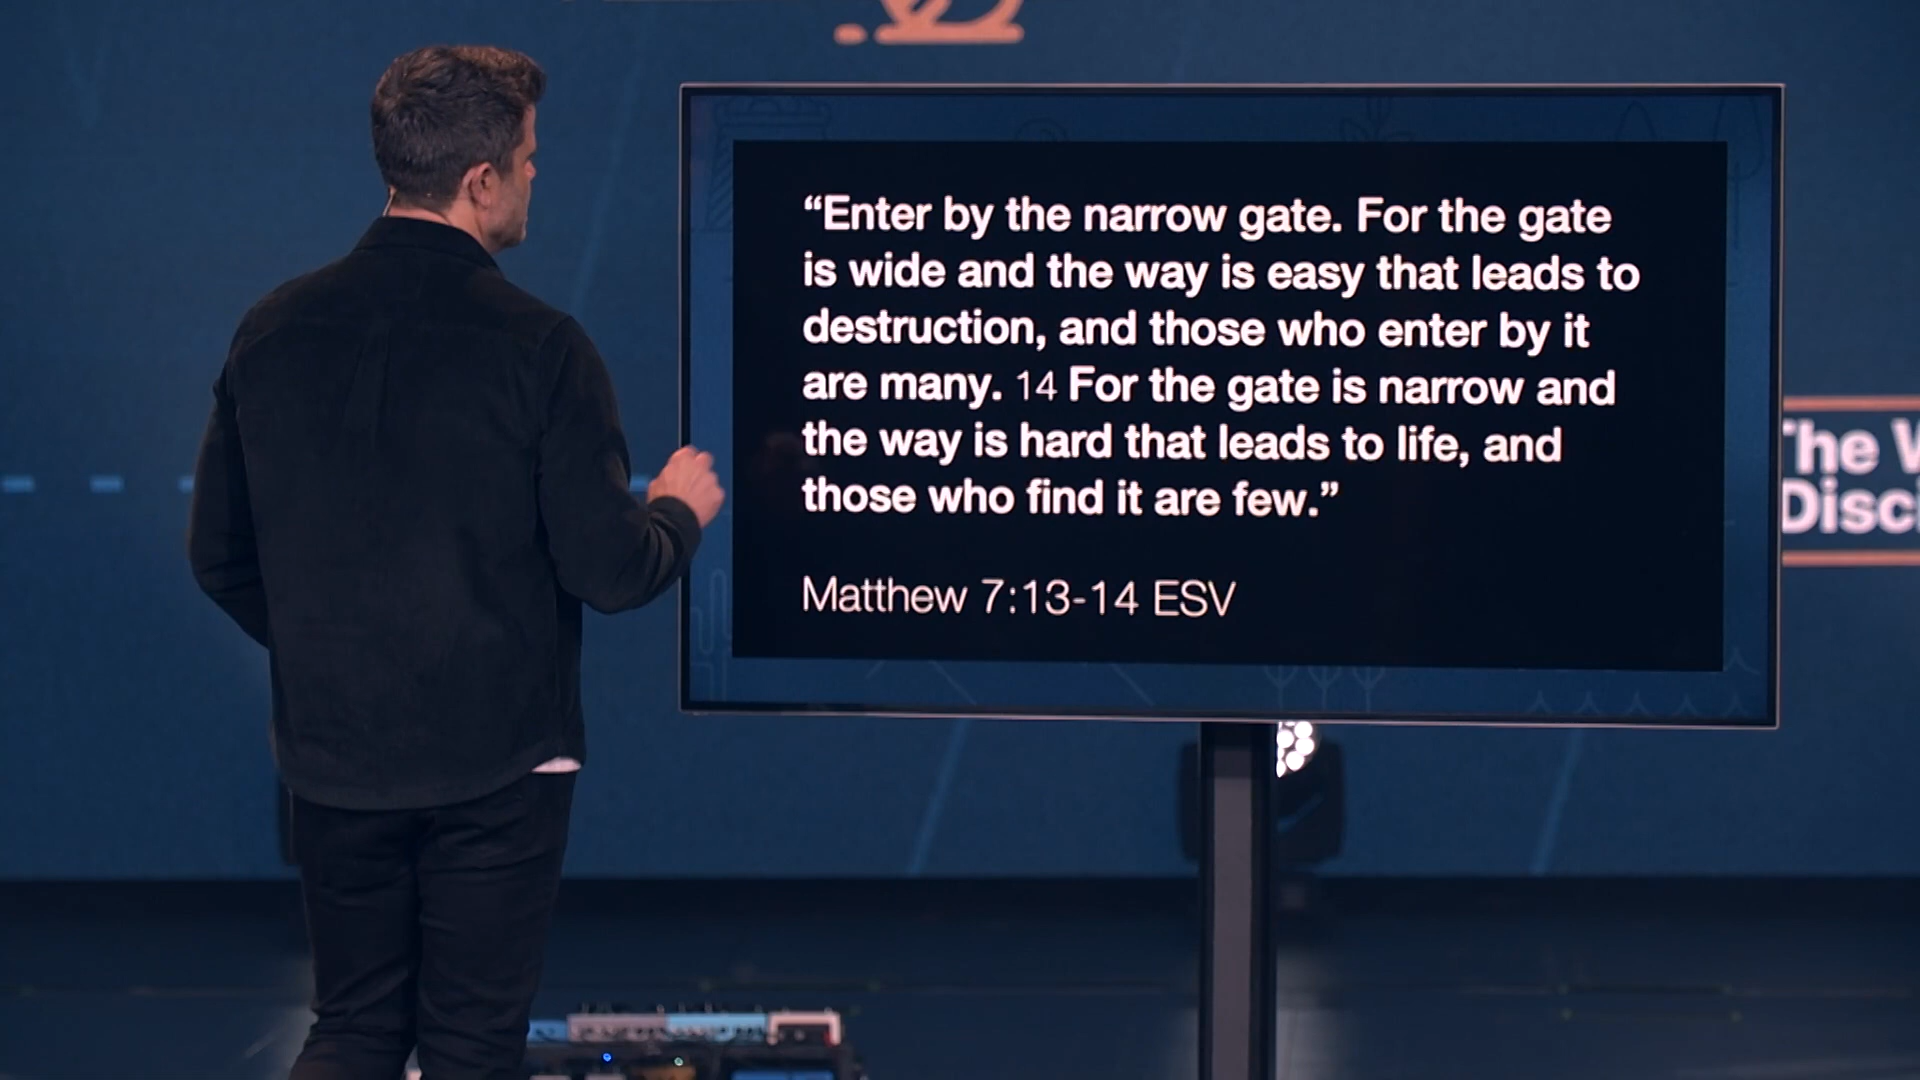 “Enter by the narrow gate. For the gate
is wide and the way is easy that leads to
destruction, and those who enter by it
are many. 14 For the gate is narrow and
the way is hard that leads to life, and
those who find it are few.”
Matthew 7:13-14 ESV
The